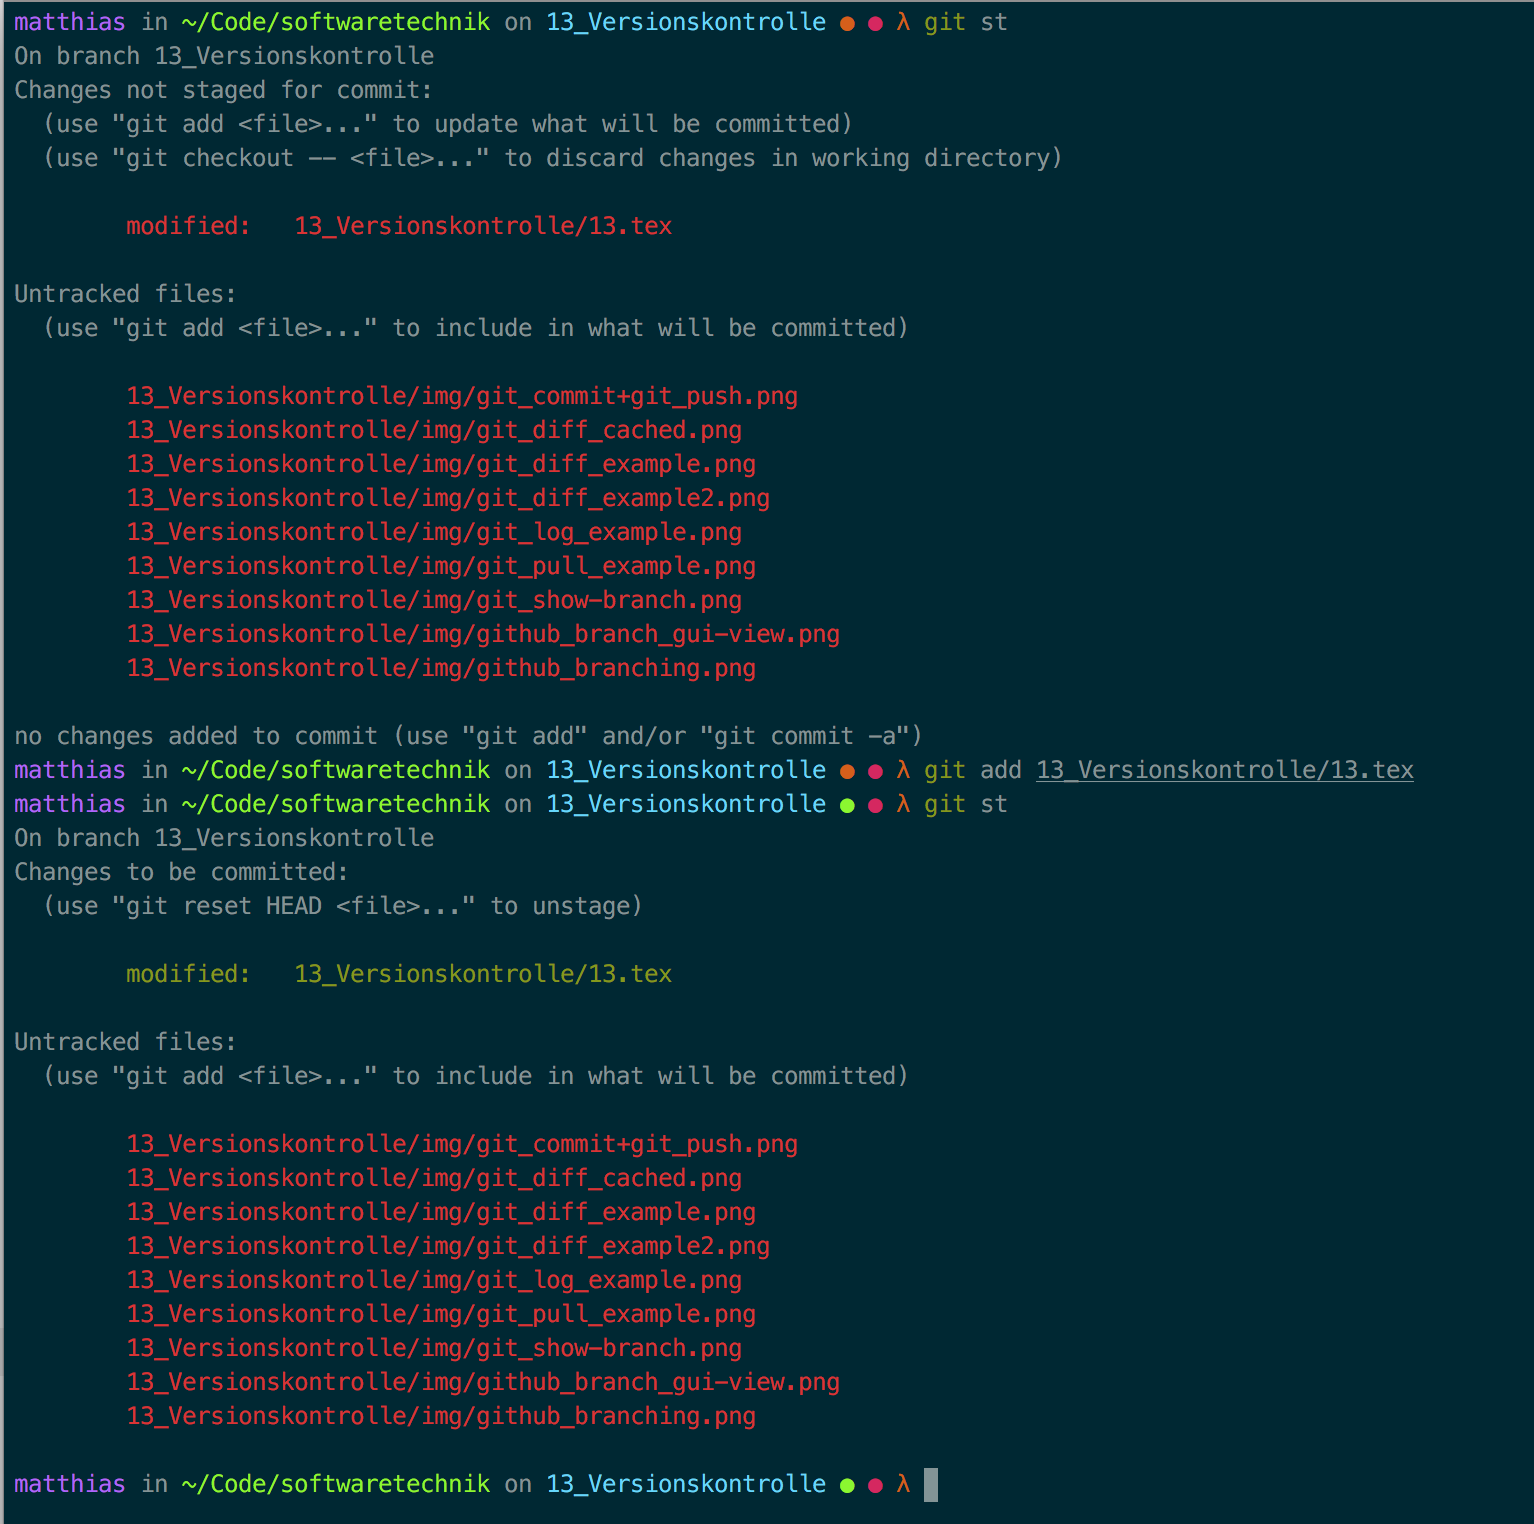 matthias in ~/Code/softwaretechnik on 13_Versionskontrolle ● ● λ git st
On branch 13_Versionskontrolle
Changes not staged for commit:
  (use "git add <file>..." to update what will be committed)
  (use "git checkout -- <file>..." to discard changes in working directory)
        modified:   13_Versionskontrolle/13.tex
Untracked files:
  (use "git add <file>..." to include in what will be committed)
        13_Versionskontrolle/img/git_commit+git_push.png
        13_Versionskontrolle/img/git_diff_cached.png
        13_Versionskontrolle/img/git_diff_example.png
        13_Versionskontrolle/img/git_diff_example2.png
        13_Versionskontrolle/img/git_log_example.png
        13_Versionskontrolle/img/git_pull_example.png
        13_Versionskontrolle/img/git_show-branch.png
        13_Versionskontrolle/img/github_branch_gui-view.png
        13_Versionskontrolle/img/github_branching.png
no changes added to commit (use "git add" and/or "git commit -a")
matthias in ~/Code/softwaretechnik on 13_Versionskontrolle ● ● λ git add 13_Versionskontrolle/13.tex
matthias in ~/Code/softwaretechnik on 13_Versionskontrolle ● ● λ git st
On branch 13_Versionskontrolle
Changes to be committed:
  (use "git reset HEAD <file>..." to unstage)
        modified:   13_Versionskontrolle/13.tex
Untracked files:
  (use "git add <file>..." to include in what will be committed)
        13_Versionskontrolle/img/git_commit+git_push.png
        13_Versionskontrolle/img/git_diff_cached.png
        13_Versionskontrolle/img/git_diff_example.png
        13_Versionskontrolle/img/git_diff_example2.png
        13_Versionskontrolle/img/git_log_example.png
        13_Versionskontrolle/img/git_pull_example.png
        13_Versionskontrolle/img/git_show-branch.png
        13_Versionskontrolle/img/github_branch_gui-view.png
        13_Versionskontrolle/img/github_branching.png
matthias in ~/Code/softwaretechnik on 13_Versionskontrolle ● ● λ